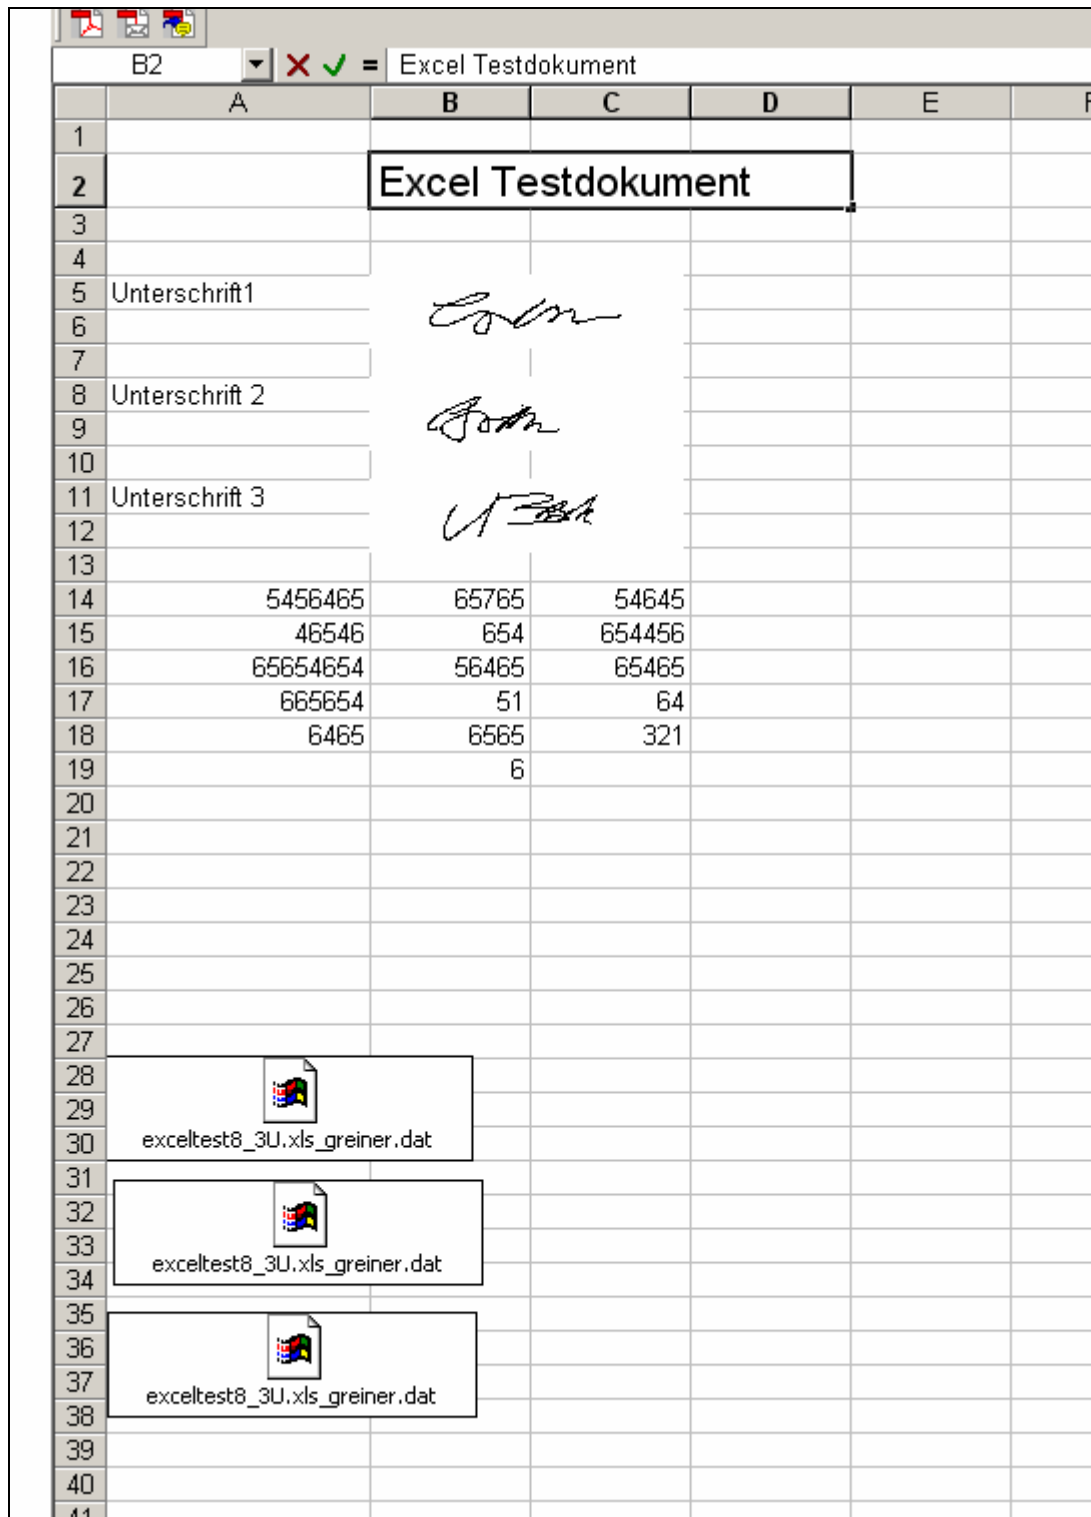 B2 = Excel Testdokument
A B C D E
1
2 Excel Testdokument
3
4
5 Unterschrift1
6
7
8 Unterschrift 2
9
10
11 Unterschrift 3
12
13
14 5456465 65765 54645
15 46546 654 654456
16 65654654 56465 65465
17 665654 51 64
18 6465 6565 321
19 6
20
21
22
23
24
25
26
27
28
29
30 exceltest8_3U.xls_greiner.dat
31
32
33 exceltest8_3U.xls_greiner.dat
34
35
36
37 exceltest8_3U.xls_greiner.dat
38
39
40